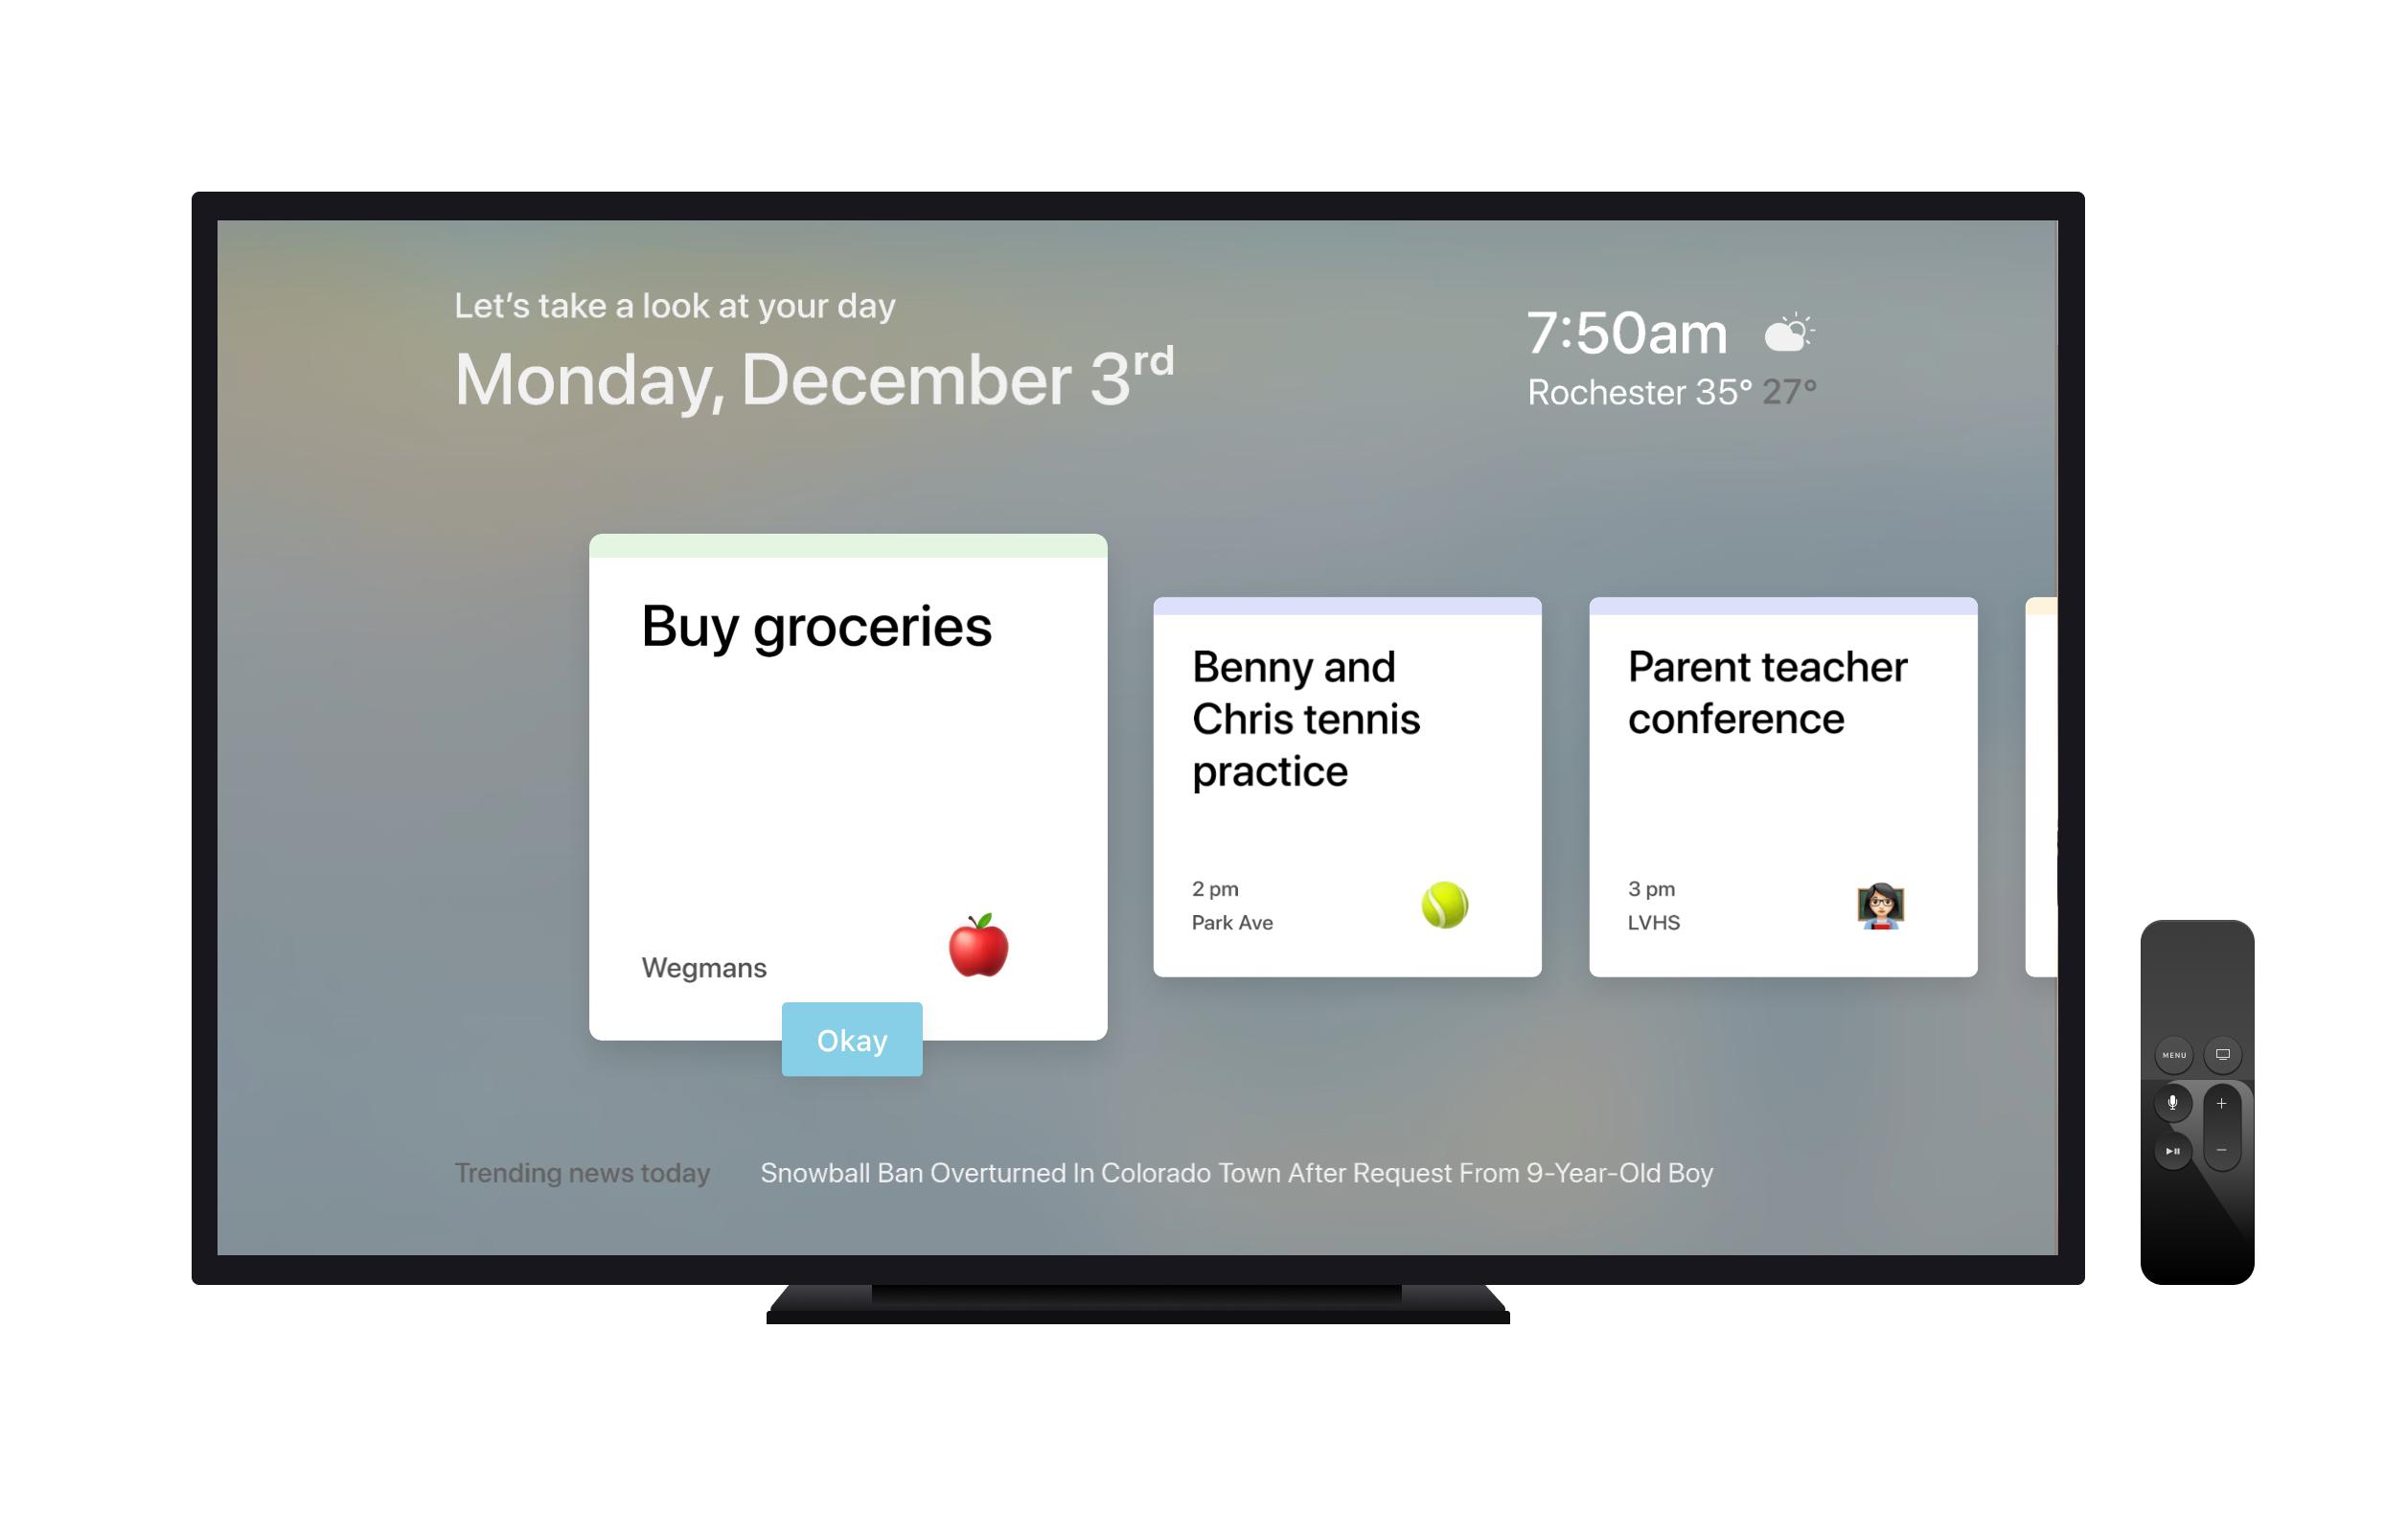 Let’s take a look at your day
Monday, December 3rd
7:50am
Rochester 35° 27°
Buy groceries
Wegmans
Okay
Benny and
Chris tennis
practice
2 pm
Park Ave
Parent teacher
conference
3 pm
LVHS
Trending news today
Snowball Ban Overturned In Colorado Town After Request From 9-Year-Old Boy
MENU